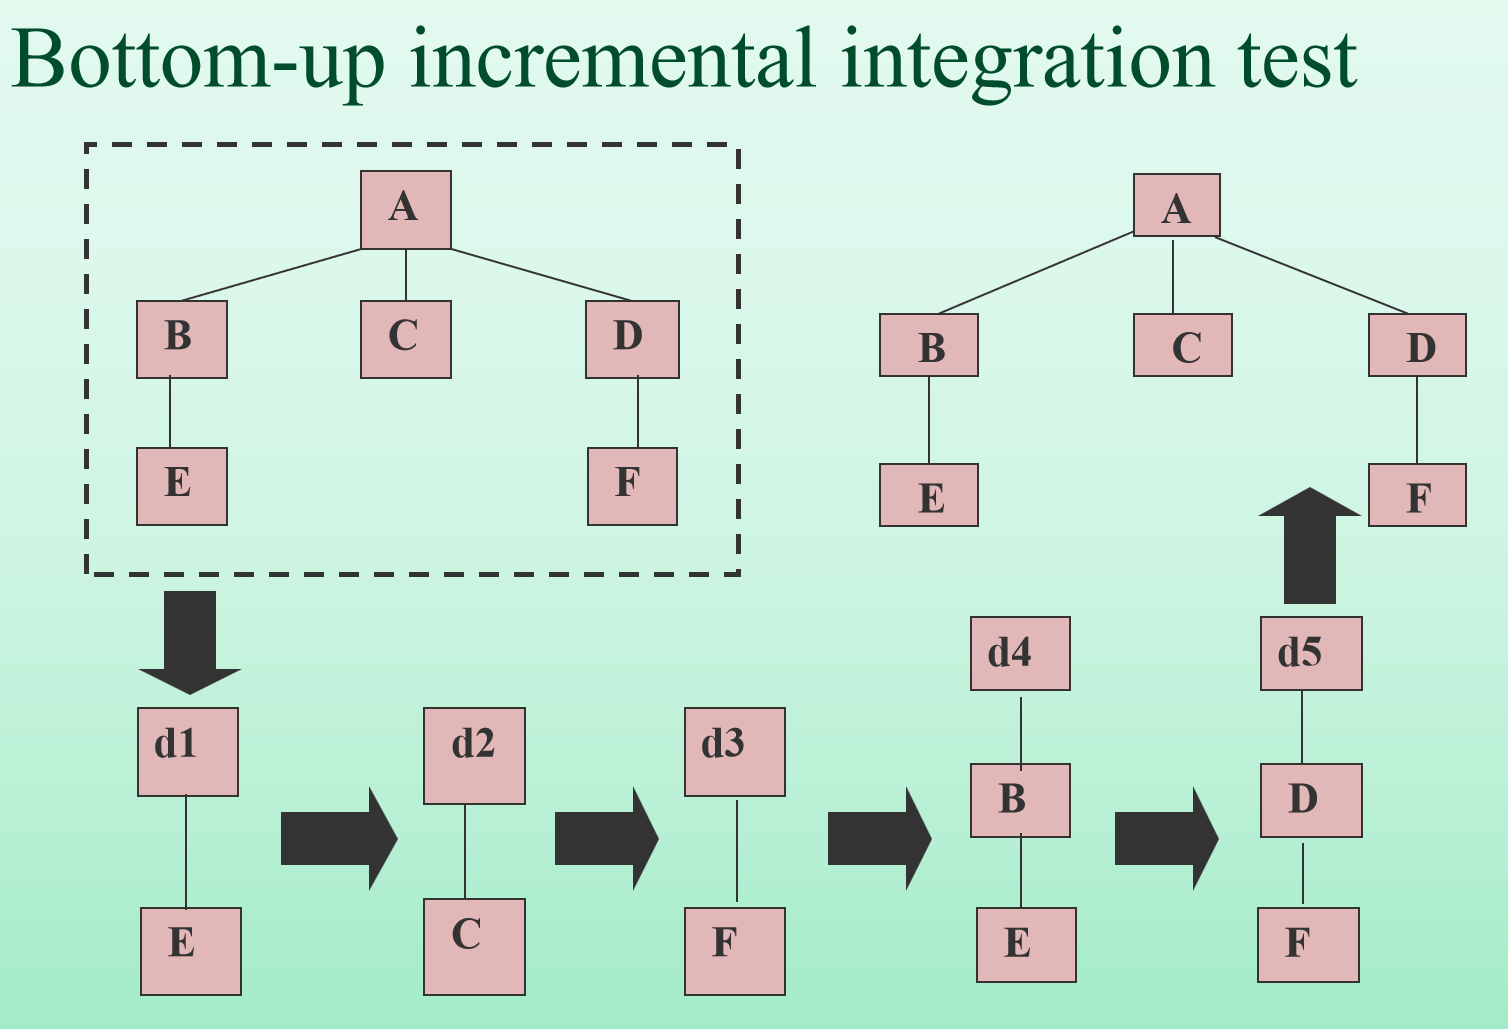 Bottom-up incremental integration test
A
B C D
E F
A
B C D
E F
d1
E
d2
C
d3
F
d4
B
E
d5
D
F